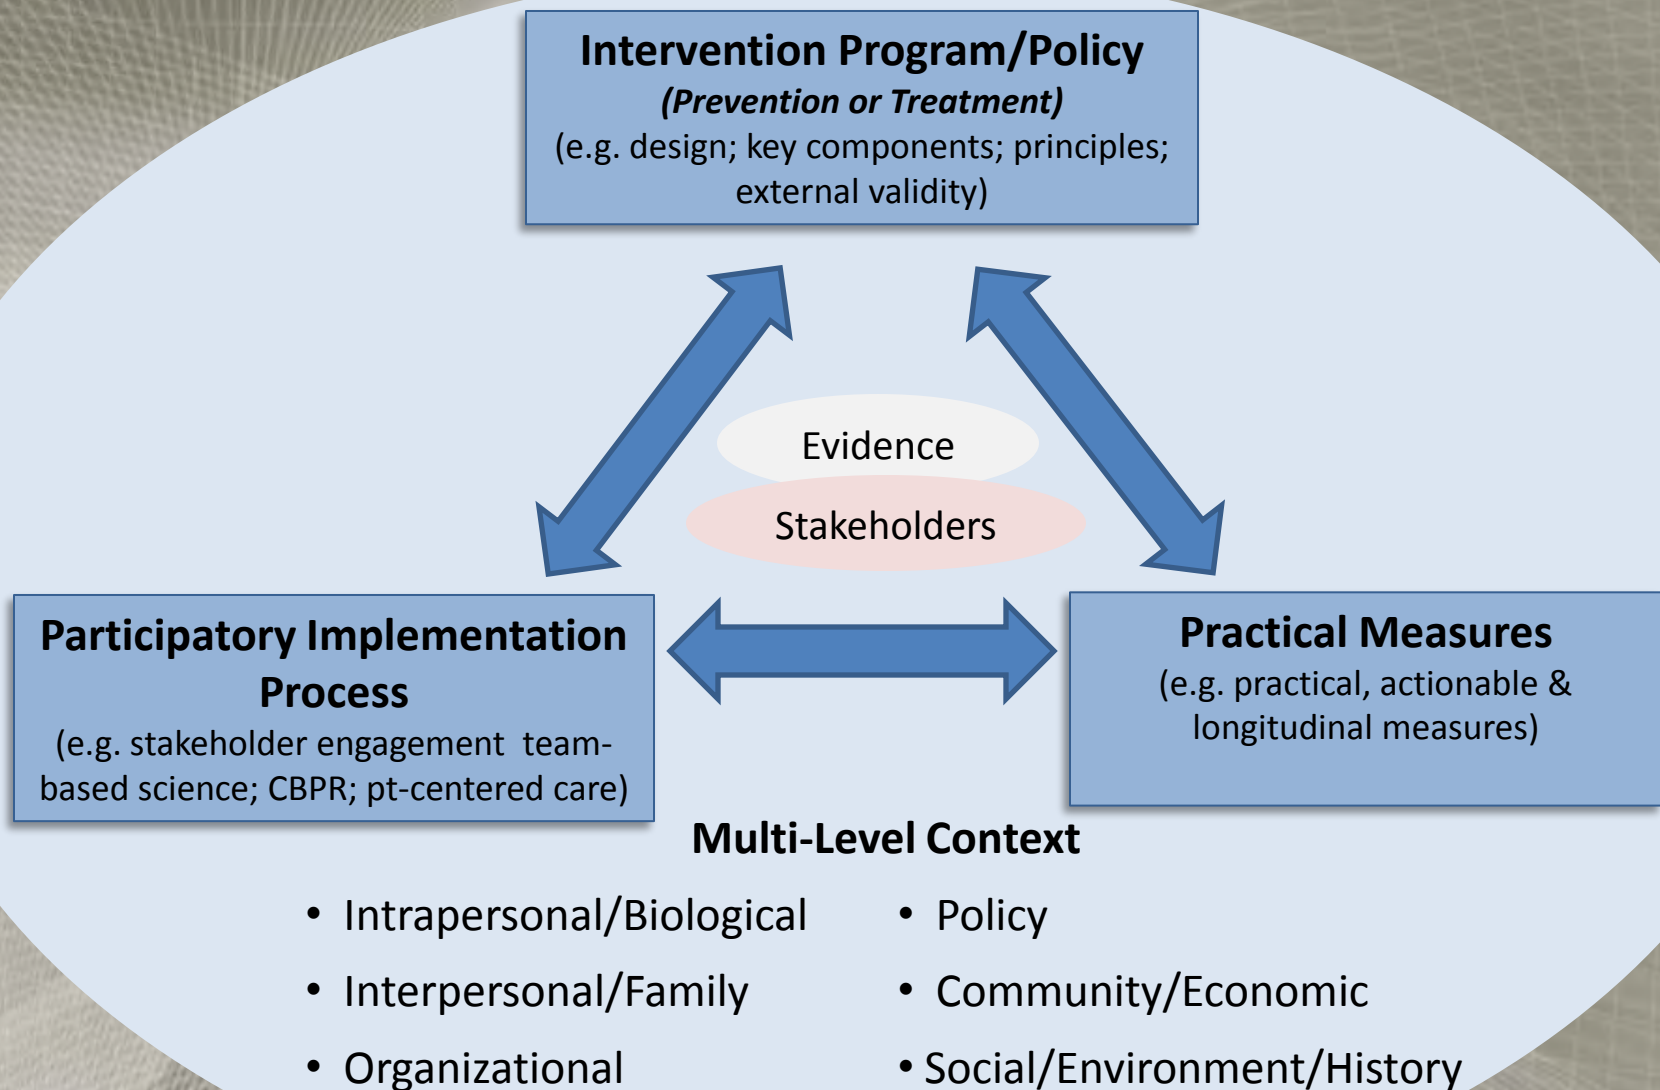 Intervention Program/Policy
(Prevention or Treatment)
(e.g. design; key components; principles;
external validity)
Evidence
Stakeholders
Participatory Implementation
Process
(e.g. stakeholder engagement  team-
based science; CBPR; pt-centered care)
Practical Measures
(e.g. practical, actionable &
longitudinal measures)
Multi-Level Context
• Intrapersonal/Biological
• Interpersonal/Family
• Organizational
• Policy
• Community/Economic
• Social/Environment/History